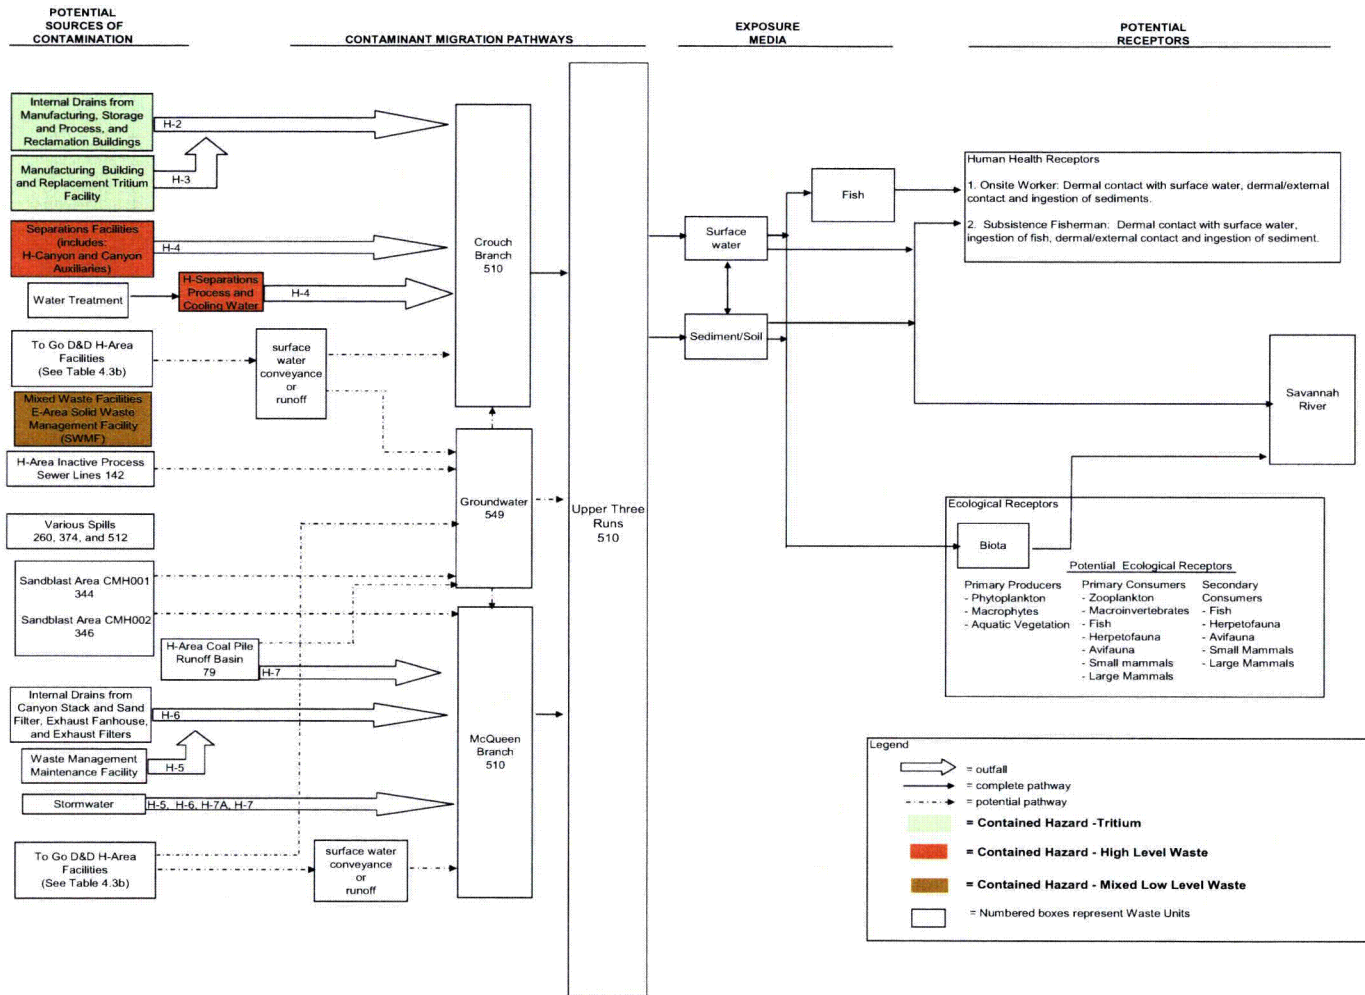 POTENTIAL
SOURCES OF
CONTAMINATION
CONTAMINANT MIGRATION PATHWAYS
EXPOSURE
MEDIA
POTENTIAL
RECEPTORS
Internal Drains from
Manufacturing, Storage
and Process, and
Reclamation Buildings
H-2
Manufacturing Building
and Replacement Tritium
Facility
H-3
Separations Facilities
(includes:
H-Canyon and Canyon
Auxiliaries)
H-4
Water Treatment
H-Separations
Process and
Cooling Water
H-4
To Go D&D H-Area
Facilities
(See Table 4.3b)
surface
water
conveyance
or
runoff
Mixed Waste Facilities
E-Area Solid Waste
Management Facility
(SWMF)
H-Area Inactive Process
Sewer Lines 142
Various Spills
260, 374, and 512
Sandblast Area CMH001
344
Sandblast Area CMH002
346
H-Area Coal Pile
Runoff Basin
79
H-7
Internal Drains from
Canyon Stack and Sand
Filter, Exhaust Fanhouse,
and Exhaust Filters
H-6
Waste Management
Maintenance Facility
H-5
Stormwater
H-5, H-6, H-7A, H-7
To Go D&D H-Area
Facilities
(See Table 4.3b)
surface water
conveyance
or
runoff
Crouch
Branch
510
Groundwater
549
McQueen
Branch
510
Upper Three
Runs
510
Surface
water
Sediment/Soil
Fish
Human Health Receptors
1. Onsite Worker: Dermal contact with surface water, dermal/external
contact and ingestion of sediments.
2. Subsistence Fisherman: Dermal contact with surface water,
ingestion of fish, dermal/external contact and ingestion of sediment.
Savannah
River
Ecological Receptors
Biota
Potential Ecological Receptors
Primary Producers
- Phytoplankton
- Macrophytes
- Aquatic Vegetation
Primary Consumers
- Zooplankton
- Macroinvertebrates
- Fish
- Herpetofauna
- Avifauna
- Small mammals
- Large Mammals
Secondary
Consumers
- Fish
- Herpetofauna
- Avifauna
- Small Mammals
- Large Mammals
Legend
= outfall
= complete pathway
= potential pathway
= Contained Hazard -Tritium
= Contained Hazard - High Level Waste
= Contained Hazard - Mixed Low Level Waste
= Numbered boxes represent Waste Units